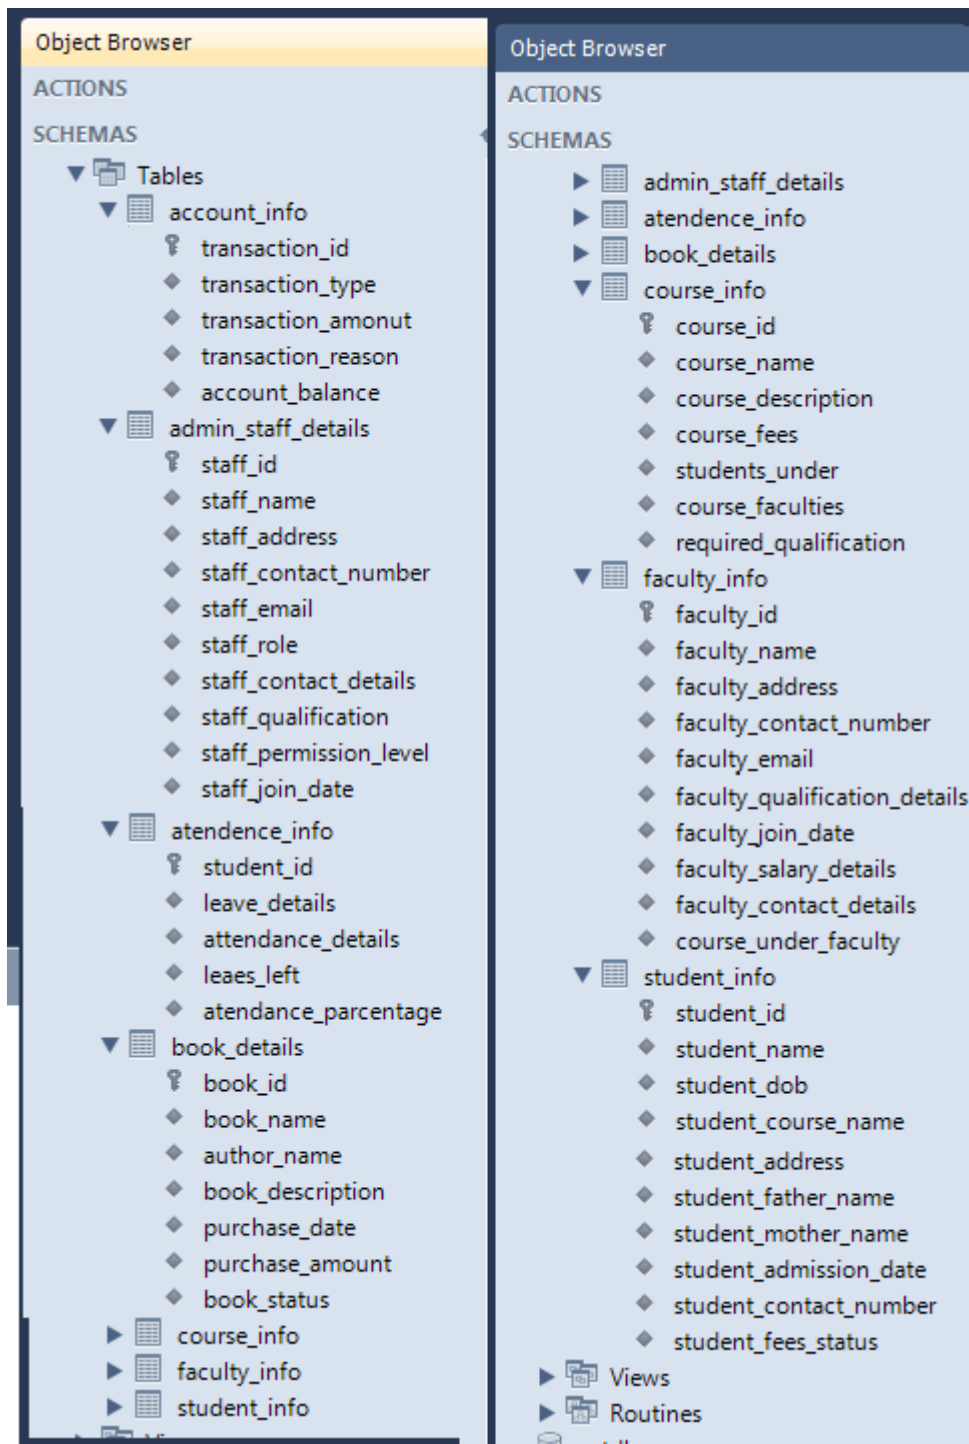 Object Browser
ACTIONS
SCHEMAS
Tables
account_info
transaction_id
transaction_type
transaction_amonut
transaction_reason
account_balance
admin_staff_details
staff_id
staff_name
staff_address
staff_contact_number
staff_email
staff_role
staff_contact_details
staff_qualification
staff_permission_level
staff_join_date
atendence_info
student_id
leave_details
attendance_details
leaes_left
atendance_parcentage
book_details
book_id
book_name
author_name
book_description
purchase_date
purchase_amount
book_status
course_info
faculty_info
student_info
Object Browser
ACTIONS
SCHEMAS
admin_staff_details
atendence_info
book_details
course_info
course_id
course_name
course_description
course_fees
students_under
course_faculties
required_qualification
faculty_info
faculty_id
faculty_name
faculty_address
faculty_contact_number
faculty_email
faculty_qualification_details
faculty_join_date
faculty_salary_details
faculty_contact_details
course_under_faculty
student_info
student_id
student_name
student_dob
student_course_name
student_address
student_father_name
student_mother_name
student_admission_date
student_contact_number
student_fees_status
Views
Routines